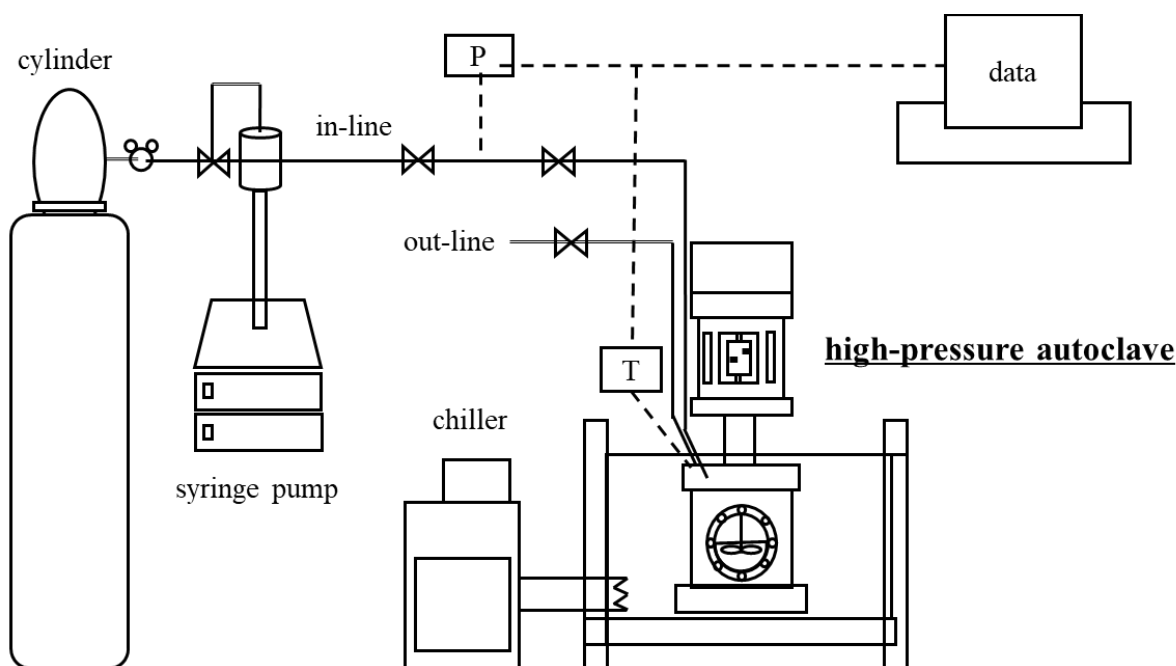 P
cylinder
data
in-line
out-line
high-pressure autoclave
T
chiller
syringe pump